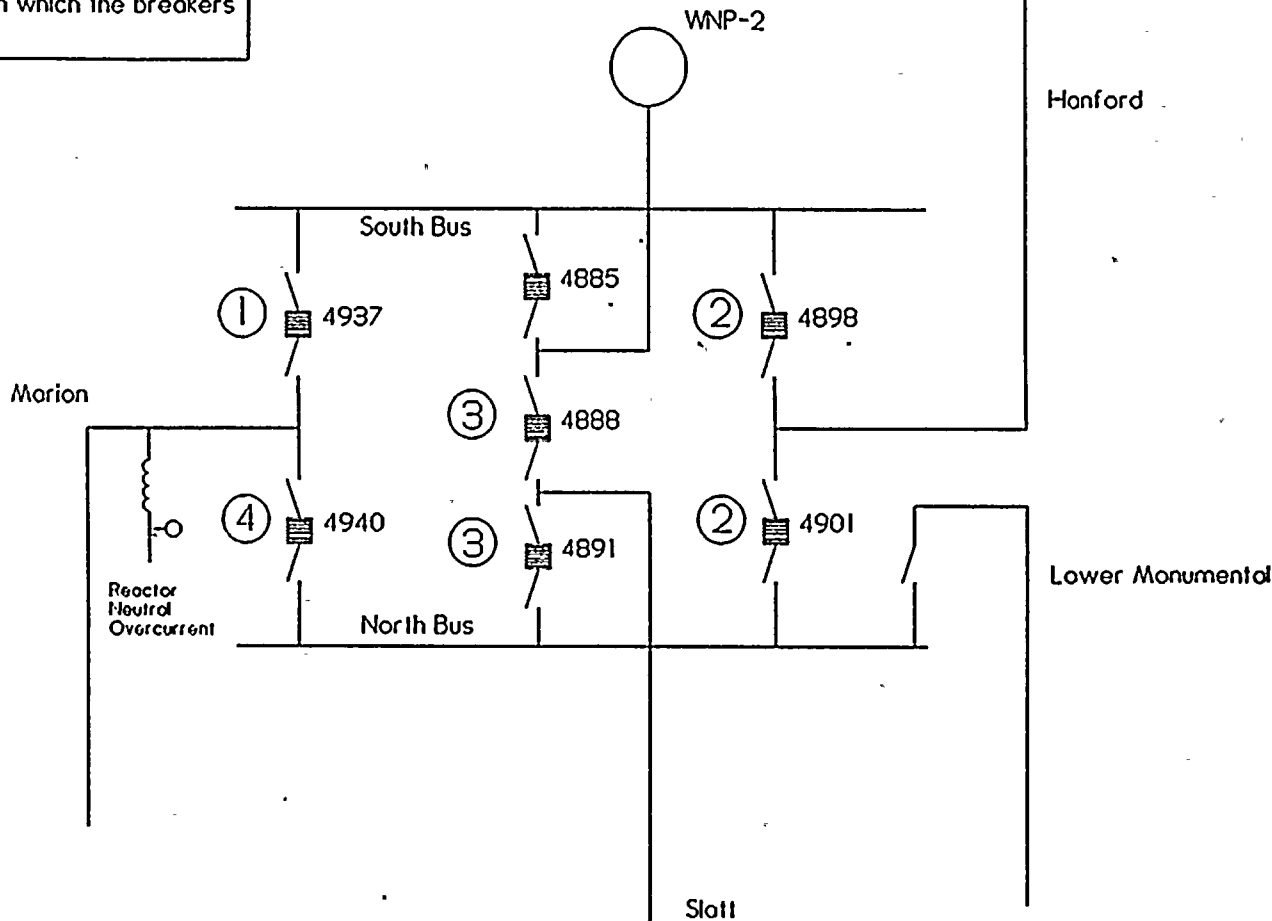 n which the breakers
WNP-2
Hanford
South Bus
4885
① 4937
② 4898
Marion
③ 4888
④ 4940
③ 4891
② 4901
Lower Monumental
Reactor
Neutral
Overcurrent
North Bus
Slatt